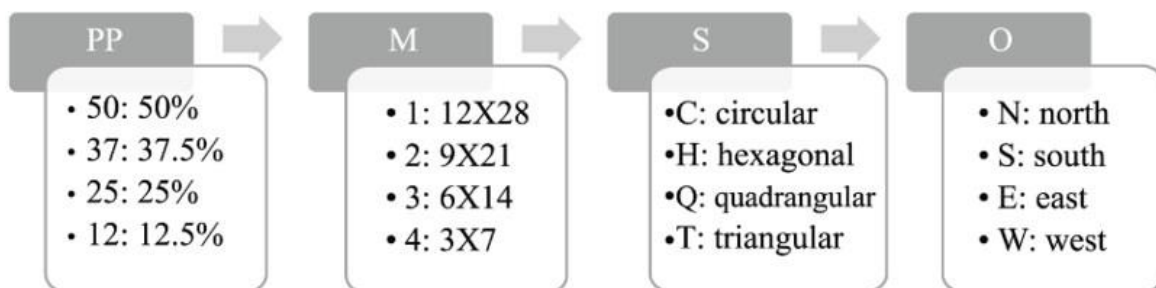 PP
• 50: 50%
• 37: 37.5%
• 25: 25%
• 12: 12.5%
M
• 1: 12X28
• 2: 9X21
• 3: 6X14
• 4: 3X7
S
•C: circular
•H: hexagonal
•Q: quadrangular
•T: triangular
O
• N: north
• S: south
• E: east
• W: west